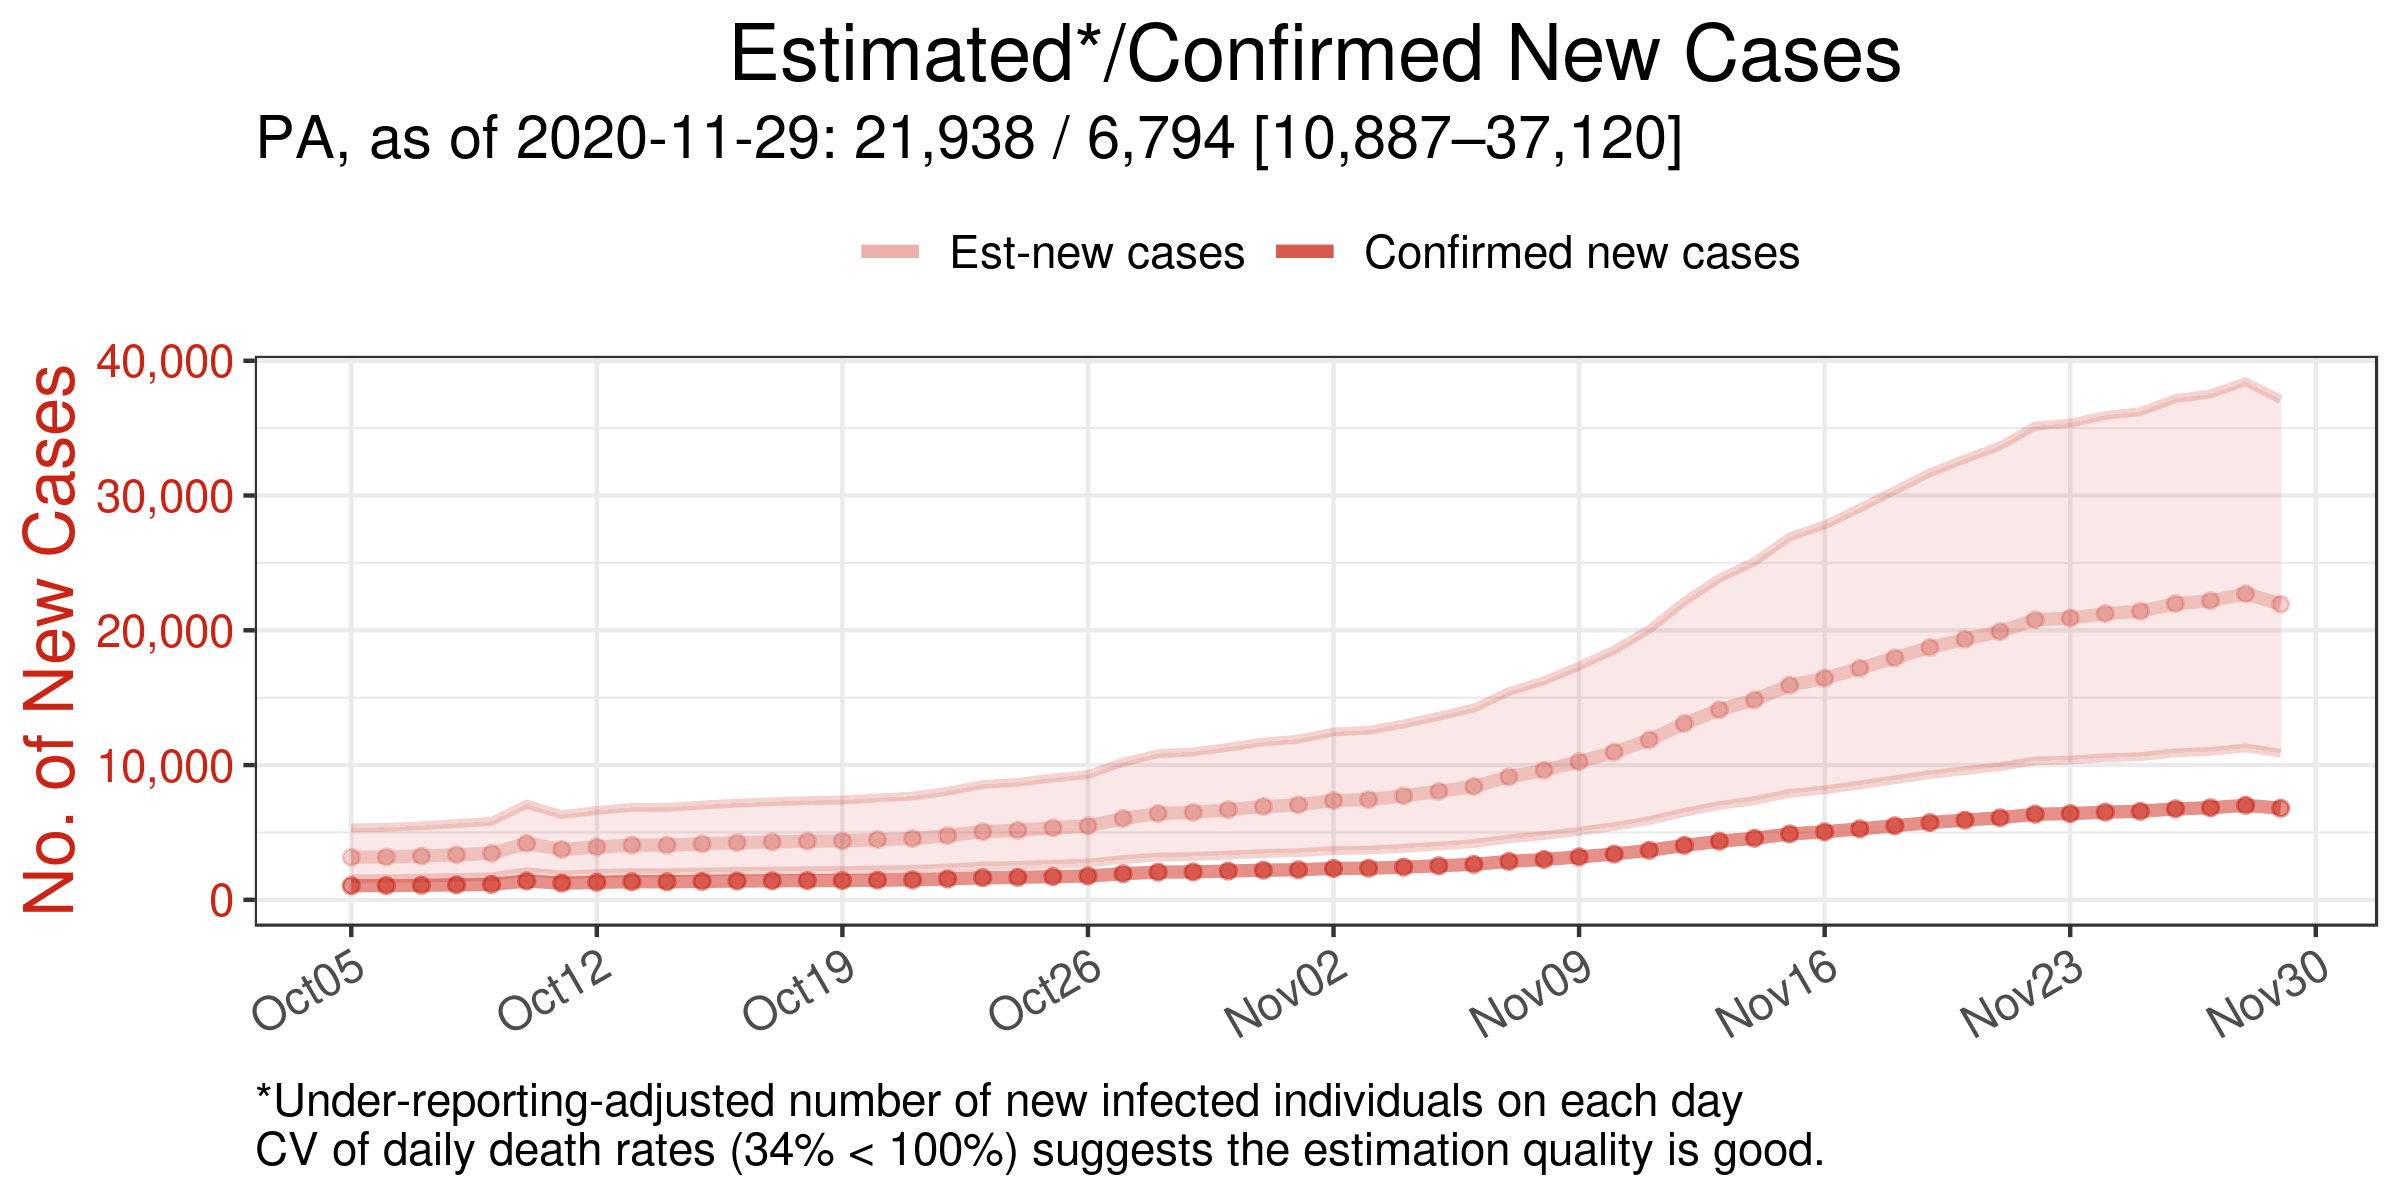 Estimated*/Confirmed New Cases
PA, as of 2020-11-29: 21,938 / 6,794 [10,887–37,120]
Est-new cases
Confirmed new cases
No. of New Cases
40,000
30,000
20,000
10,000
0
Oct05
Oct12
Oct19
Oct26
Nov02
Nov09
Nov16
Nov23
Nov30
*Under-reporting-adjusted number of new infected individuals on each day
CV of daily death rates (34% < 100%) suggests the estimation quality is good.